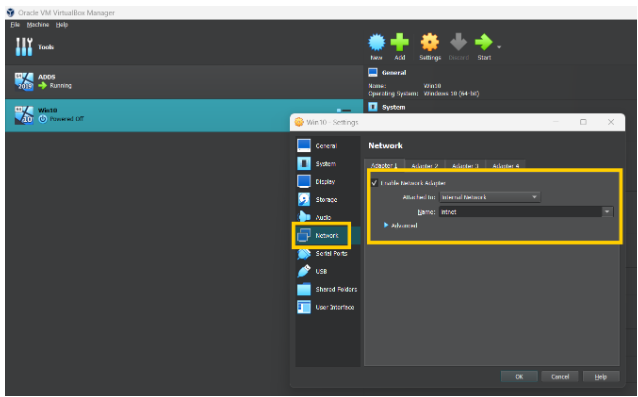 Oracle VM VirtualBox Manager
File Machine Help
Tools
New Add Settings Discard Start
ADDS
Running
Win10
Powered Off
General
Name: Win10
Operating System: Windows 10 (64-bit)
System
Win10 - Settings
General
System
Display
Storage
Audio
Network
Serial Ports
USB
Shared Folders
User Interface
Network
Adapter 1 Adapter 2 Adapter 3 Adapter 4
Enable Network Adapter
Attached to: Internal Network
Name: intnet
Advanced
OK Cancel Help